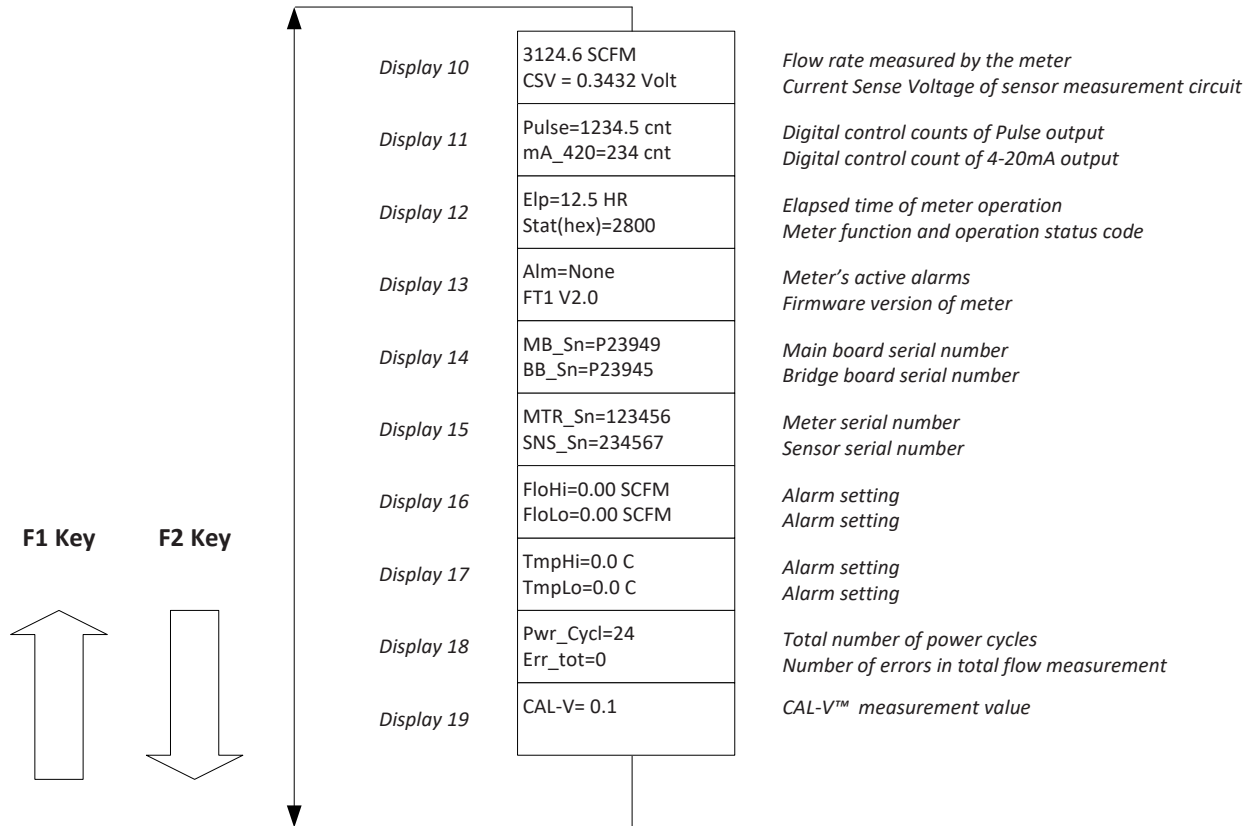 Display 10
3124.6 SCFM
CSV = 0.3432 Volt
Flow rate measured by the meter
Current Sense Voltage of sensor measurement circuit
Display 11
Pulse=1234.5 cnt
mA_420=234 cnt
Digital control counts of Pulse output
Digital control count of 4-20mA output
Display 12
Elp=12.5 HR
Stat(hex)=2800
Elapsed time of meter operation
Meter function and operation status code
Display 13
Alm=None
FT1 V2.0
Meter’s active alarms
Firmware version of meter
Display 14
MB_Sn=P23949
BB_Sn=P23945
Main board serial number
Bridge board serial number
Display 15
MTR_Sn=123456
SNS_Sn=234567
Meter serial number
Sensor serial number
Display 16
FloHi=0.00 SCFM
FloLo=0.00 SCFM
Alarm setting
Alarm setting
F1 Key
F2 Key
Display 17
TmpHi=0.0 C
TmpLo=0.0 C
Alarm setting
Alarm setting
Display 18
Pwr_Cycl=24
Err_tot=0
Total number of power cycles
Number of errors in total flow measurement
Display 19
CAL-V= 0.1
CAL-V™ measurement value